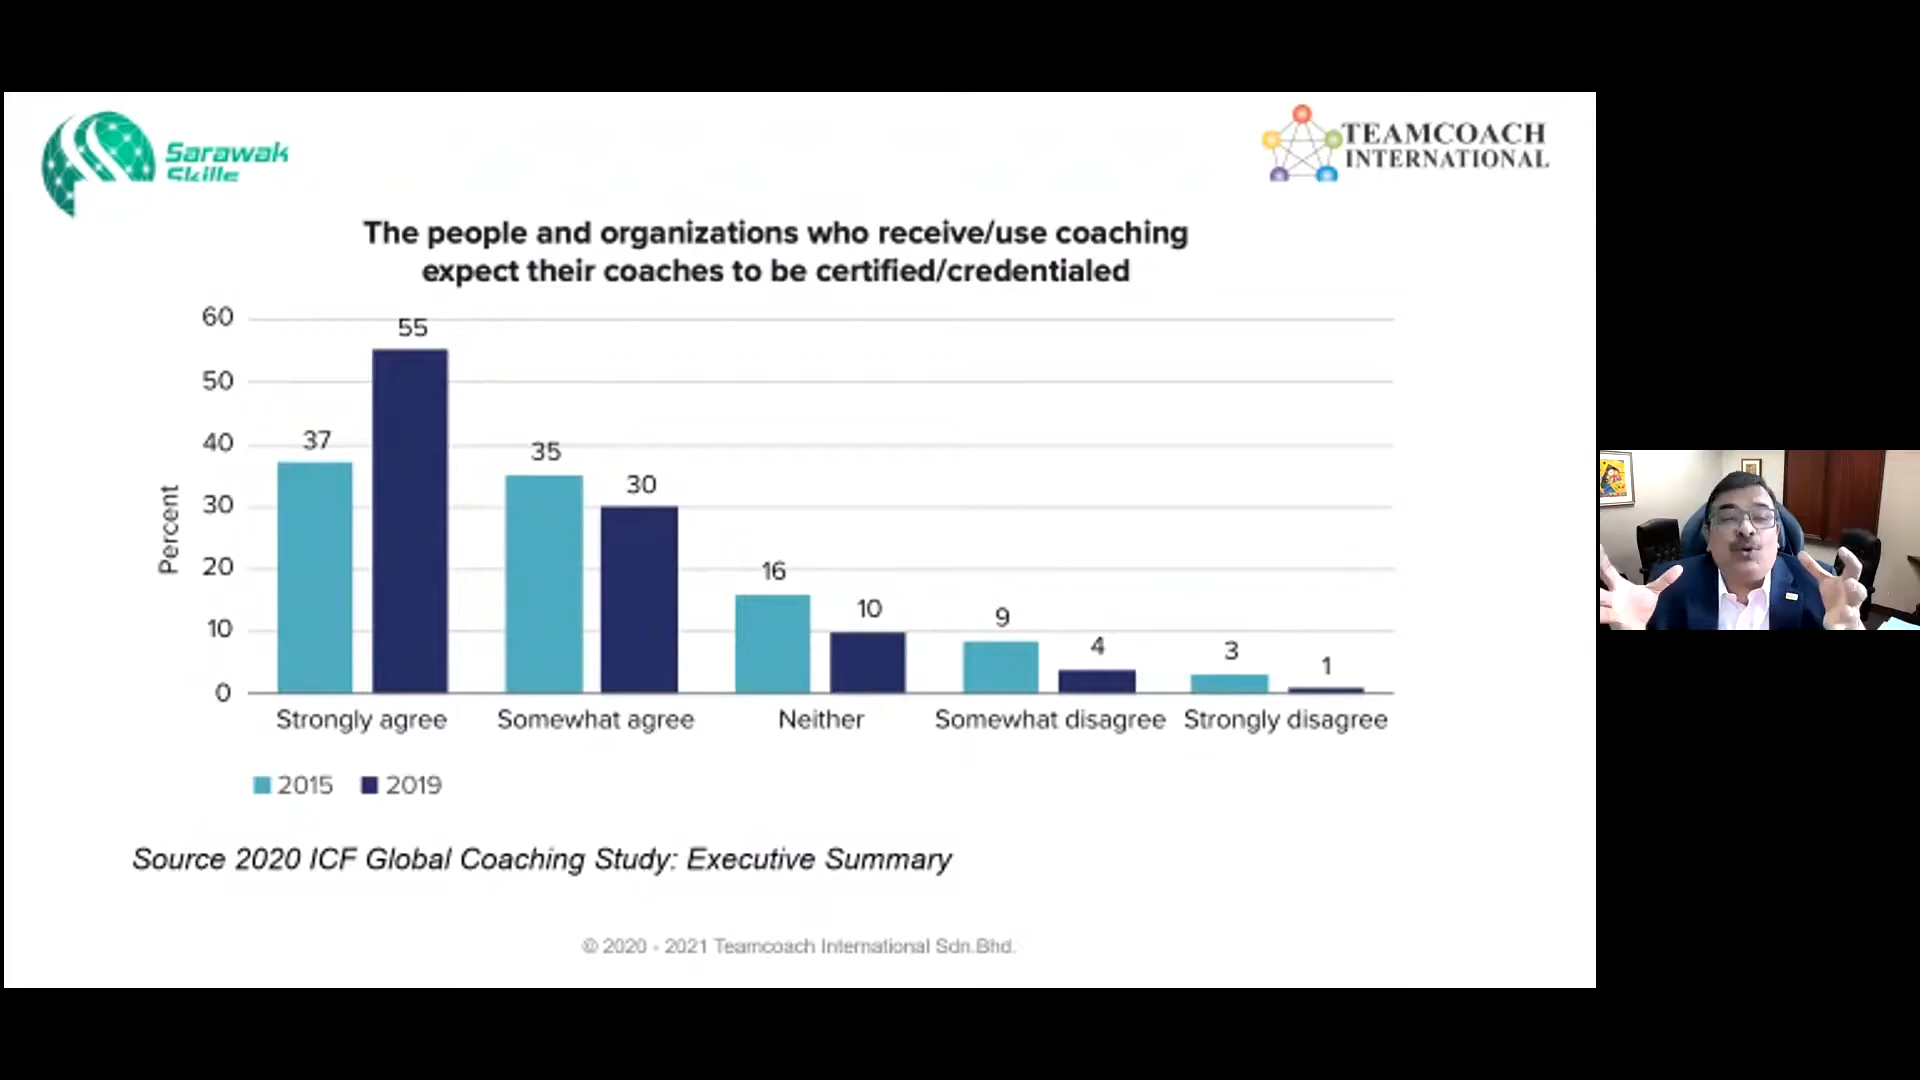 Sarawak
Skills
TEAMCOACH
INTERNATIONAL
The people and organizations who receive/use coaching
expect their coaches to be certified/credentialed
Percent
60
50
40
30
20
10
0
37
55
35
30
16
10
9
4
3
1
Strongly agree
Somewhat agree
Neither
Somewhat disagree
Strongly disagree
2015
2019
Source 2020 ICF Global Coaching Study: Executive Summary
© 2020 - 2021 Teamcoach International Sdn.Bhd.